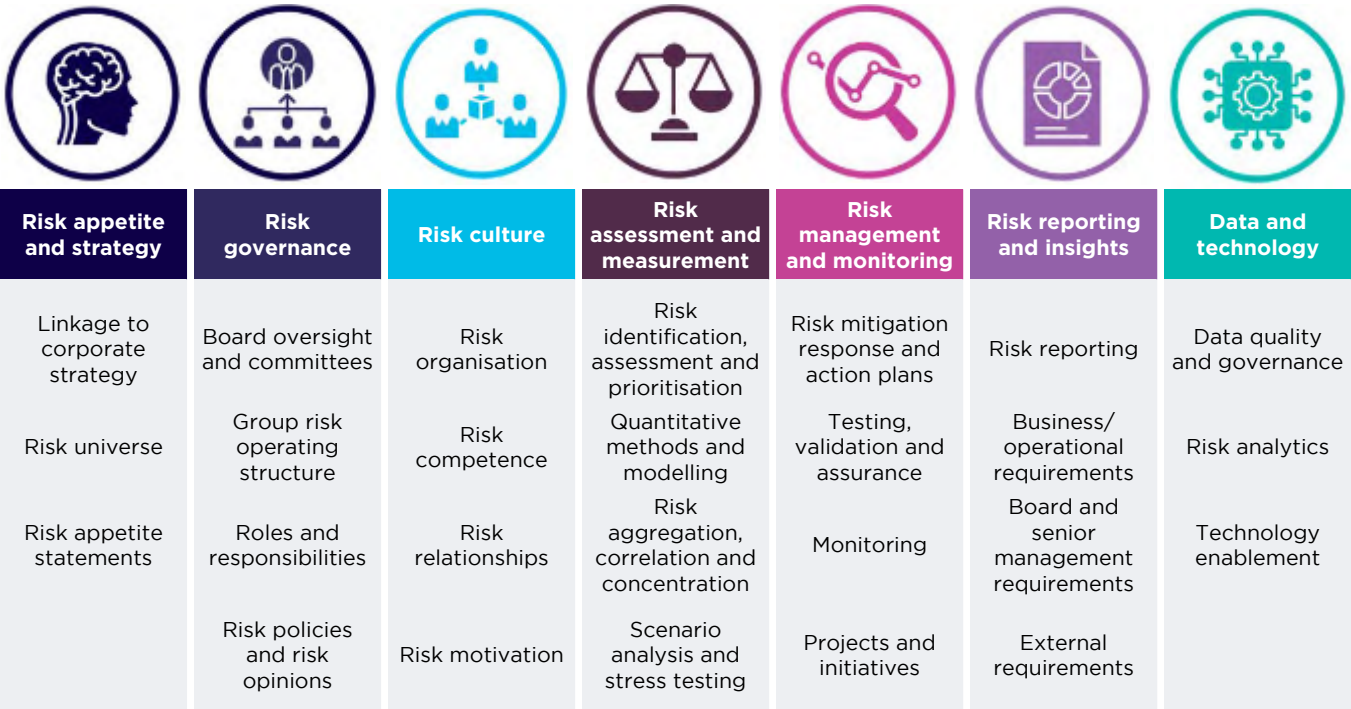 Risk appetite
and strategy
Risk
governance
Risk culture
Risk
assessment and
measurement
Risk
management
and monitoring
Risk reporting
and insights
Data and
technology
Linkage to
corporate
strategy
Board oversight
and committees
Risk
organisation
Risk
identification,
assessment and
prioritisation
Risk mitigation
response and
action plans
Risk reporting
Data quality
and governance
Risk universe
Group risk
operating
structure
Risk
competence
Quantitative
methods and
modelling
Testing,
validation and
assurance
Business/
operational
requirements
Risk analytics
Risk appetite
statements
Roles and
responsibilities
Risk
relationships
Risk
aggregation,
correlation and
concentration
Monitoring
Board and
senior
management
requirements
Technology
enablement
Risk policies
and risk
opinions
Risk motivation
Scenario
analysis and
stress testing
Projects and
initiatives
External
requirements